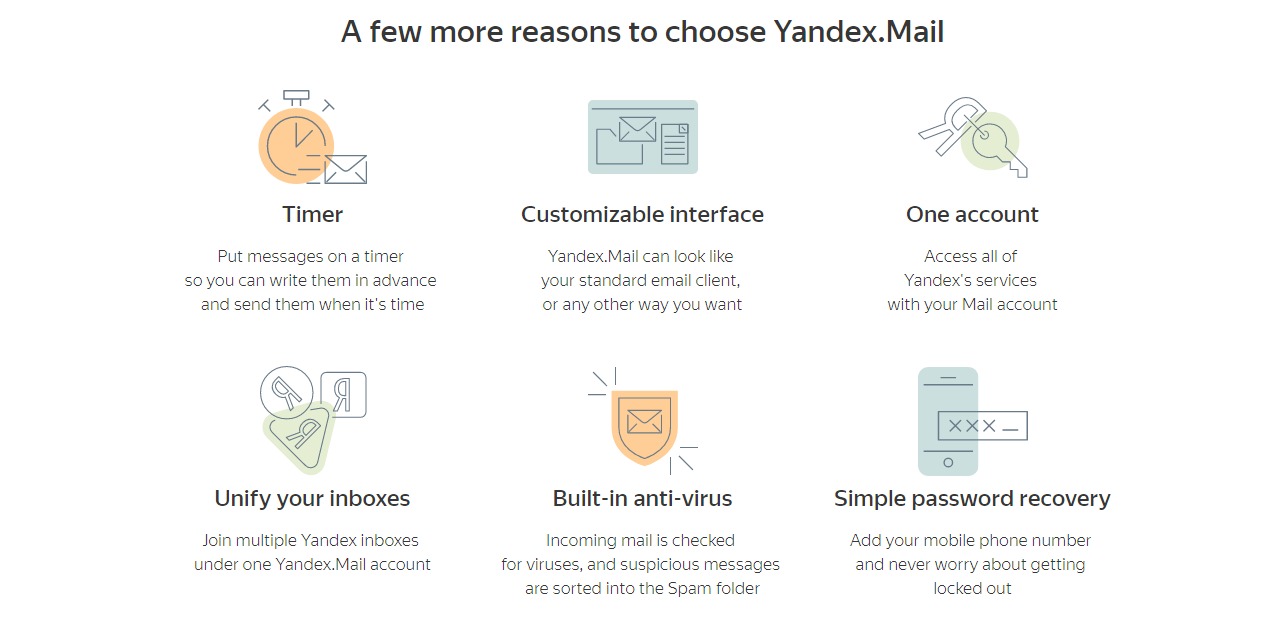 A few more reasons to choose Yandex.Mail
Timer
Put messages on a timer
so you can write them in advance
and send them when it's time
Customizable interface
Yandex.Mail can look like
your standard email client,
or any other way you want
One account
Access all of
Yandex's services
with your Mail account
Я Я
Я
Unify your inboxes
Join multiple Yandex inboxes
under one Yandex.Mail account
Built-in anti-virus
Incoming mail is checked
for viruses, and suspicious messages
are sorted into the Spam folder
Simple password recovery
Add your mobile phone number
and never worry about getting
locked out